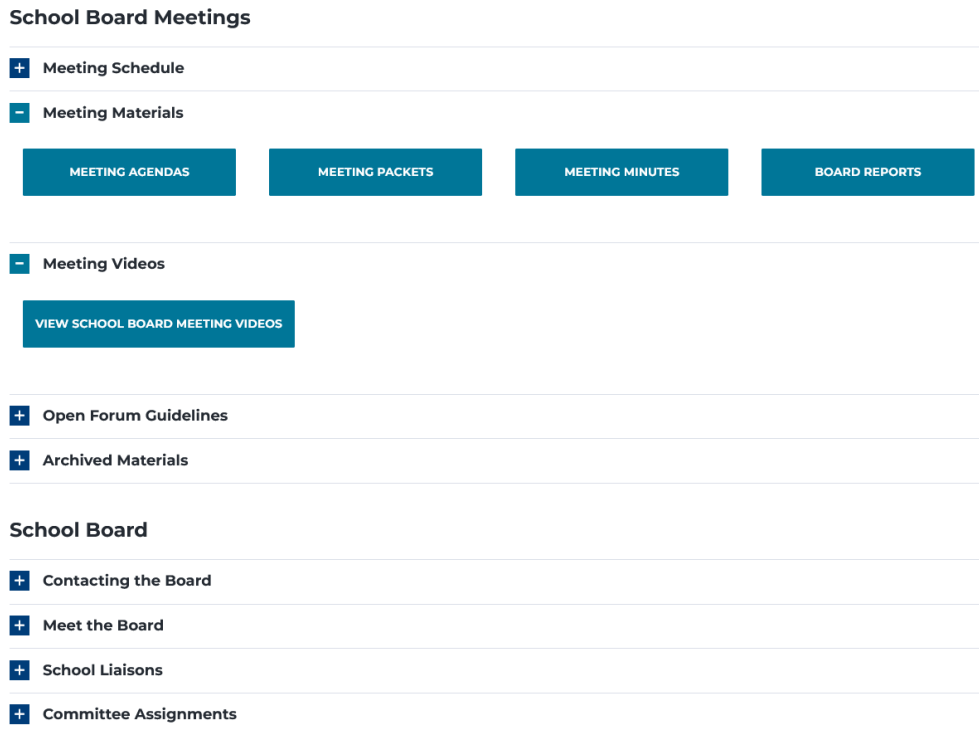 School Board Meetings
Meeting Schedule
Meeting Materials
MEETING AGENDAS
MEETING PACKETS
MEETING MINUTES
BOARD REPORTS
Meeting Videos
VIEW SCHOOL BOARD MEETING VIDEOS
Open Forum Guidelines
Archived Materials
School Board
Contacting the Board
Meet the Board
School Liaisons
Committee Assignments